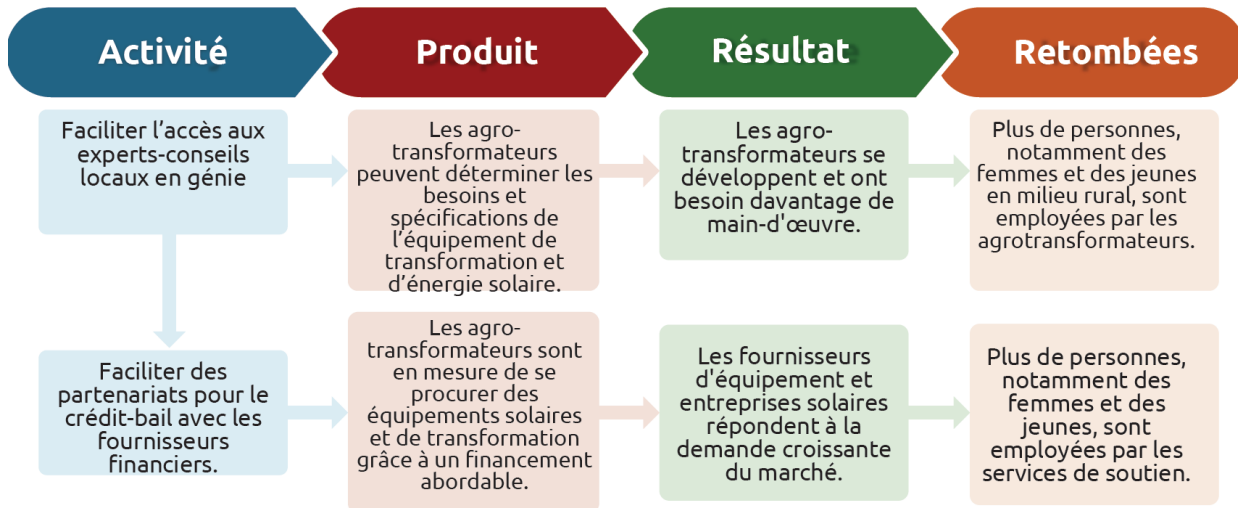 Activité
Produit
Résultat
Retombées
Faciliter l'accès aux
experts-conseils
locaux en génie
Les agro-
transformateurs
peuvent déterminer les
besoins et
spécifications de
l’équipement de
transformation et
d’énergie solaire.
Les agro-
transformateurs se
développent et ont
besoin davantage de
main-d'œuvre.
Plus de personnes,
notamment des
femmes et des jeunes
en milieu rural, sont
employées par les
agrotransformateurs.
Faciliter des
partenariats pour le
crédit-bail avec les
fournisseurs
financiers.
Les agro-
transformateurs sont
en mesure de se
procurer des
équipements solaires
et de transformation
grâce à un financement
abordable.
Les fournisseurs
d'équipement et
entreprises solaires
répondent à la
demande croissante
du marché.
Plus de personnes,
notamment des
femmes et des
jeunes, sont
employées par les
services de soutien.